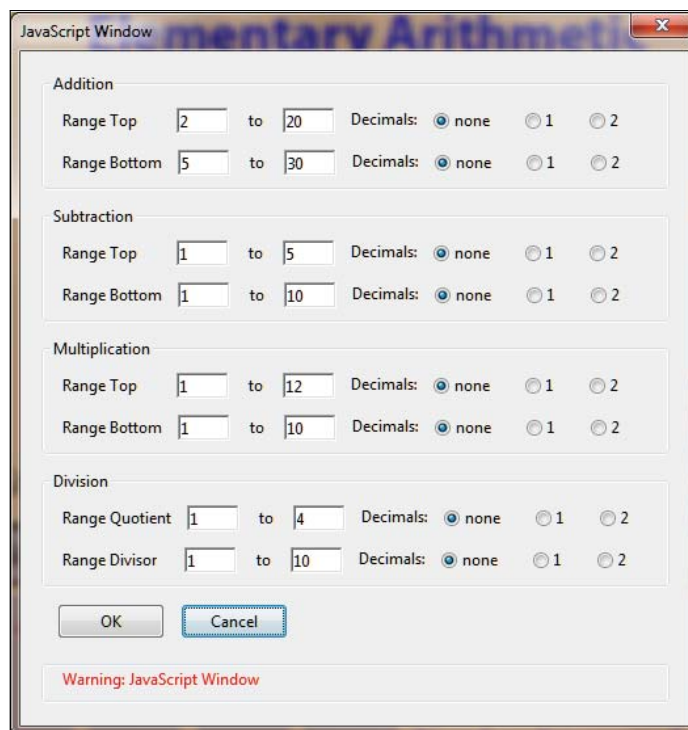 Elementary Arithmetic
JavaScript Window
Addition
Range Top 2 to 20 Decimals: none 1 2
Range Bottom 5 to 30 Decimals: none 1 2
Subtraction
Range Top 1 to 5 Decimals: none 1 2
Range Bottom 1 to 10 Decimals: none 1 2
Multiplication
Range Top 1 to 12 Decimals: none 1 2
Range Bottom 1 to 10 Decimals: none 1 2
Division
Range Quotient 1 to 4 Decimals: none 1 2
Range Divisor 1 to 10 Decimals: none 1 2
OK Cancel
Warning: JavaScript Window